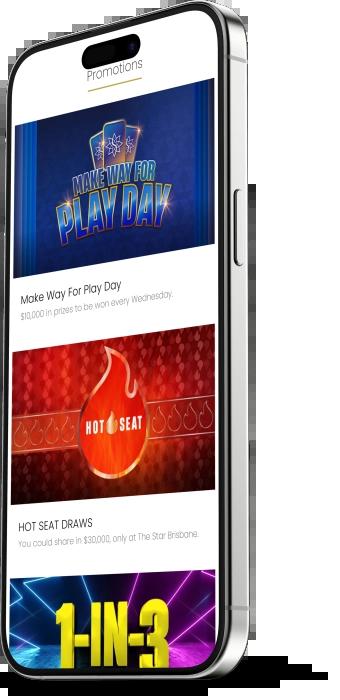 Promotions
MAKE WAY FOR
PLAY DAY
Make Way For Play Day
$10,000 in prizes to be won every Wednesday.
HOT SEAT
HOT SEAT DRAWS
You could share in $30,000, only at The Star Brisbane.
1-IN-3